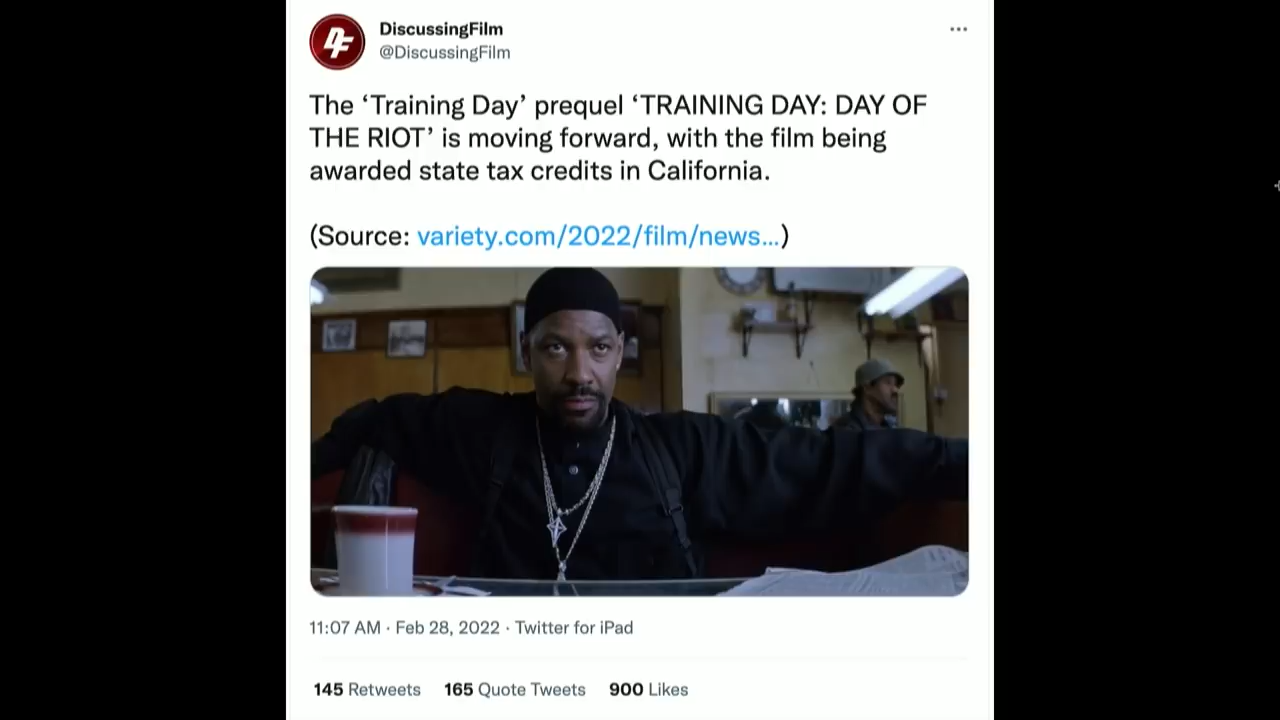 DF
DiscussingFilm
@DiscussingFilm
The ‘Training Day’ prequel ‘TRAINING DAY: DAY OF
THE RIOT’ is moving forward, with the film being
awarded state tax credits in California.
(Source: variety.com/2022/film/news...)
11:07 AM · Feb 28, 2022 · Twitter for iPad
145 Retweets 165 Quote Tweets 900 Likes